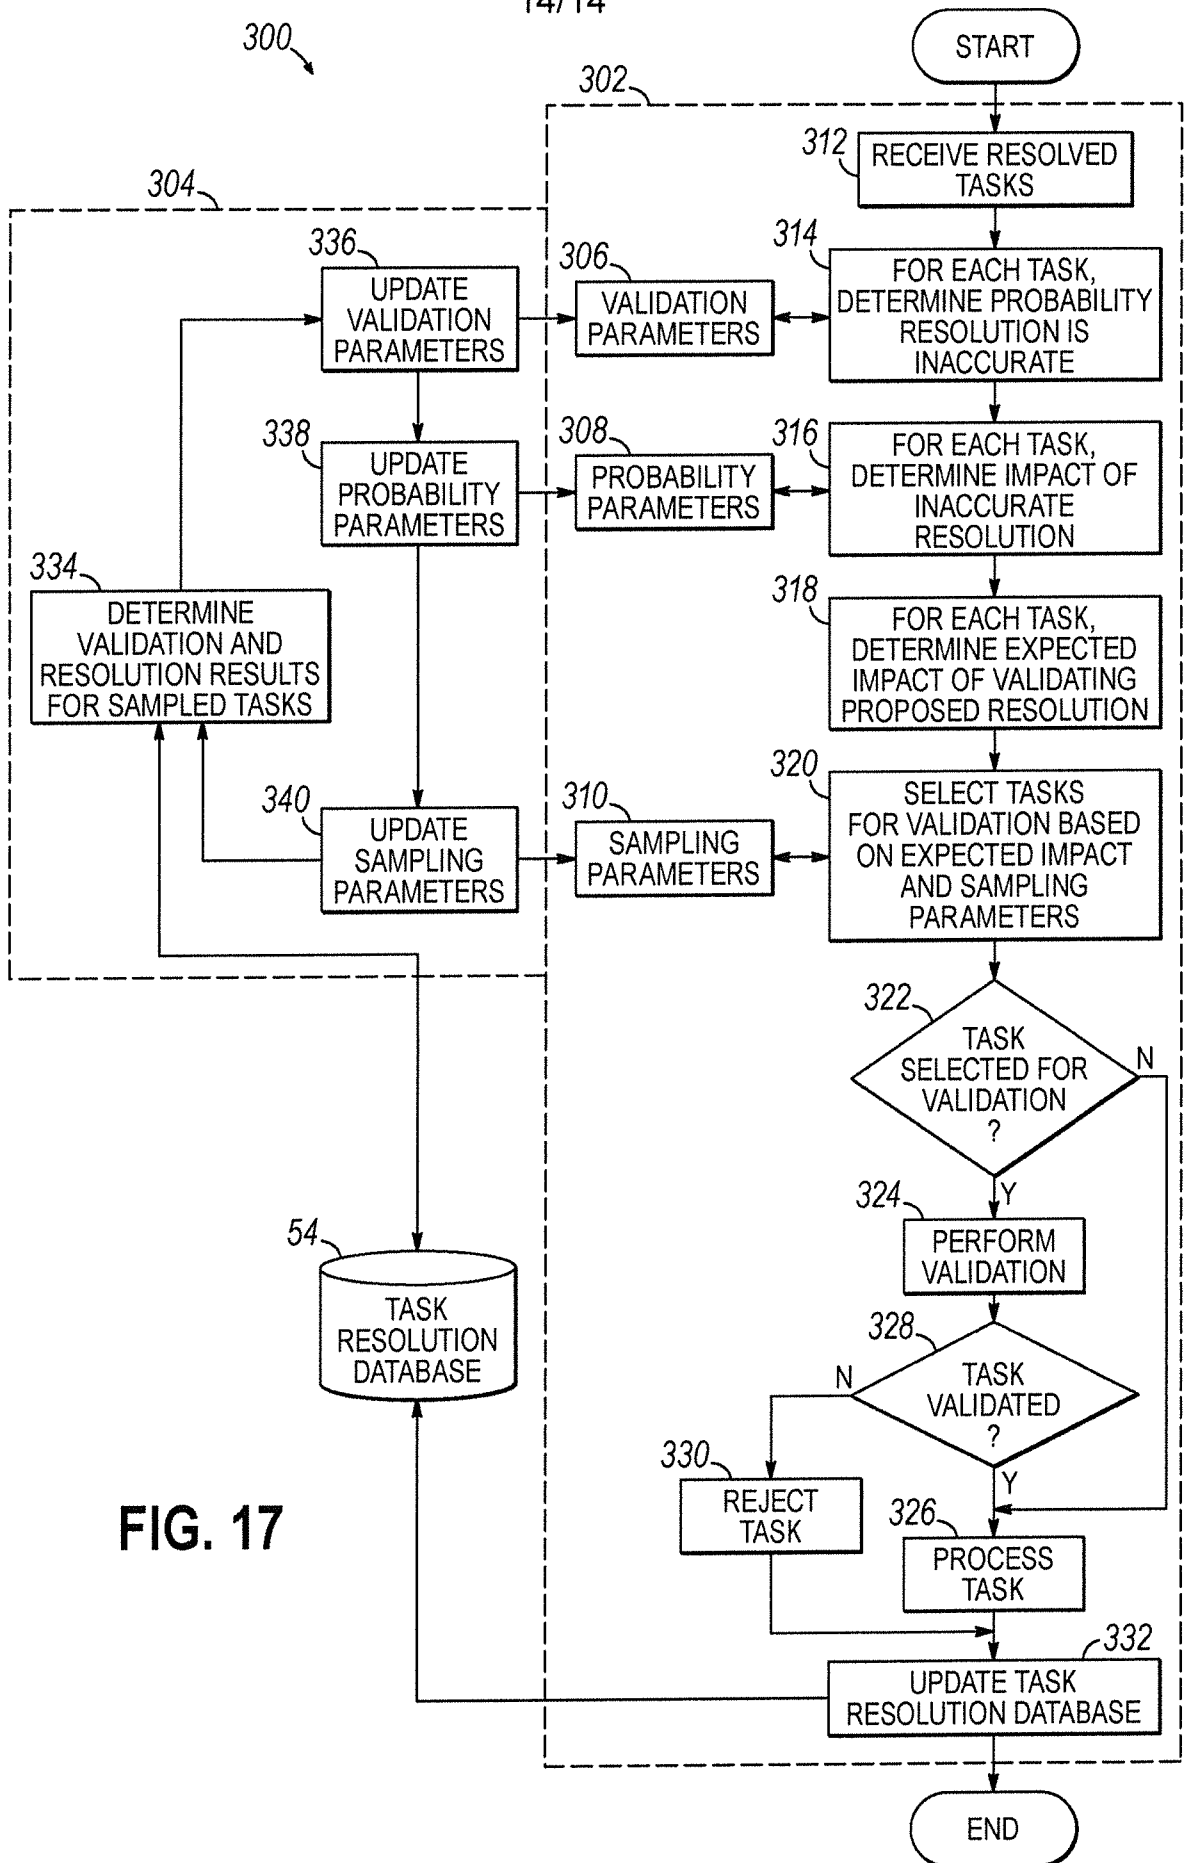 14/14
300
START
302
312
RECEIVE RESOLVED
TASKS
304
336
UPDATE
VALIDATION
PARAMETERS
306
VALIDATION
PARAMETERS
314
FOR EACH TASK,
DETERMINE PROBABILITY
RESOLUTION IS
INACCURATE
338
UPDATE
PROBABILITY
PARAMETERS
308
PROBABILITY
PARAMETERS
316
FOR EACH TASK,
DETERMINE IMPACT OF
INACCURATE
RESOLUTION
334
DETERMINE
VALIDATION AND
RESOLUTION RESULTS
FOR SAMPLED TASKS
318
FOR EACH TASK,
DETERMINE EXPECTED
IMPACT OF VALIDATING
PROPOSED RESOLUTION
340
UPDATE
SAMPLING
PARAMETERS
310
SAMPLING
PARAMETERS
320
SELECT TASKS
FOR VALIDATION BASED
ON EXPECTED IMPACT
AND SAMPLING
PARAMETERS
322
TASK
SELECTED FOR
VALIDATION
?
N
Y
324
PERFORM
VALIDATION
54
TASK
RESOLUTION
DATABASE
328
TASK
VALIDATED
?
N
Y
330
REJECT
TASK
326
PROCESS
TASK
FIG. 17
332
UPDATE TASK
RESOLUTION DATABASE
END